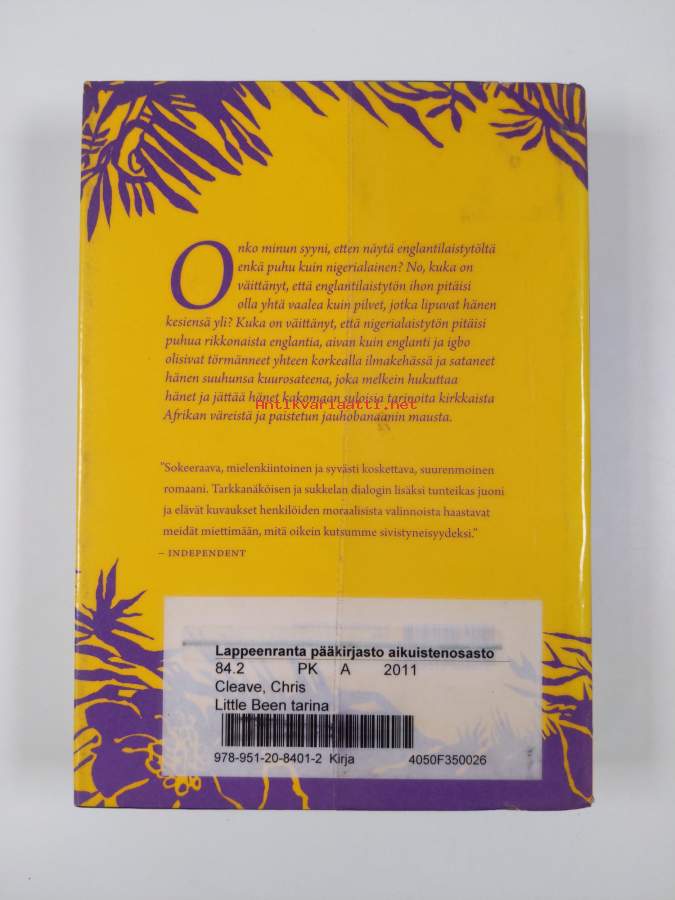 Onko minun syyni, etten näytä englantilaistytöltä
enkä puhu kuin nigerialainen? No, kuka on
väittänyt, että englantilaistytön ihon pitäisi
olla yhtä vaalea kuin pilvet, jotka lipuvat hänen
kesiensä yli? Kuka on väittänyt, että nigerialaistytön pitäisi
puhua rikkonaista englantia, aivan kuin englanti ja igbo
olisivat törmänneet yhteen korkealla ilmakehässä ja sataneet
hänen suuhunsa kuurosateena, joka melkein hukuttaa
hänet ja jättää hänet kakomaan suloisia tarinoita kirkkaista
Antikvariaatti.net
Afrikan väreistä ja paistetun jauhobanaanin mausta.
"Sokeeraava, mielenkiintoinen ja syvästi koskettava, suurenmoinen
romaani. Tarkkanäköisen ja sukkelan dialogin lisäksi tunteikas juoni
ja elävät kuvaukset henkilöiden moraalisista valinnoista haastavat
meidät miettimään, mitä oikein kutsumme sivistyneisyydeksi."
– INDEPENDENT
Lappeenranta pääkirjasto aikuistenosasto
84.2 PK A 2011
Cleave, Chris
Little Been tarina
978-951-20-8401-2 Kirja 4050F350026